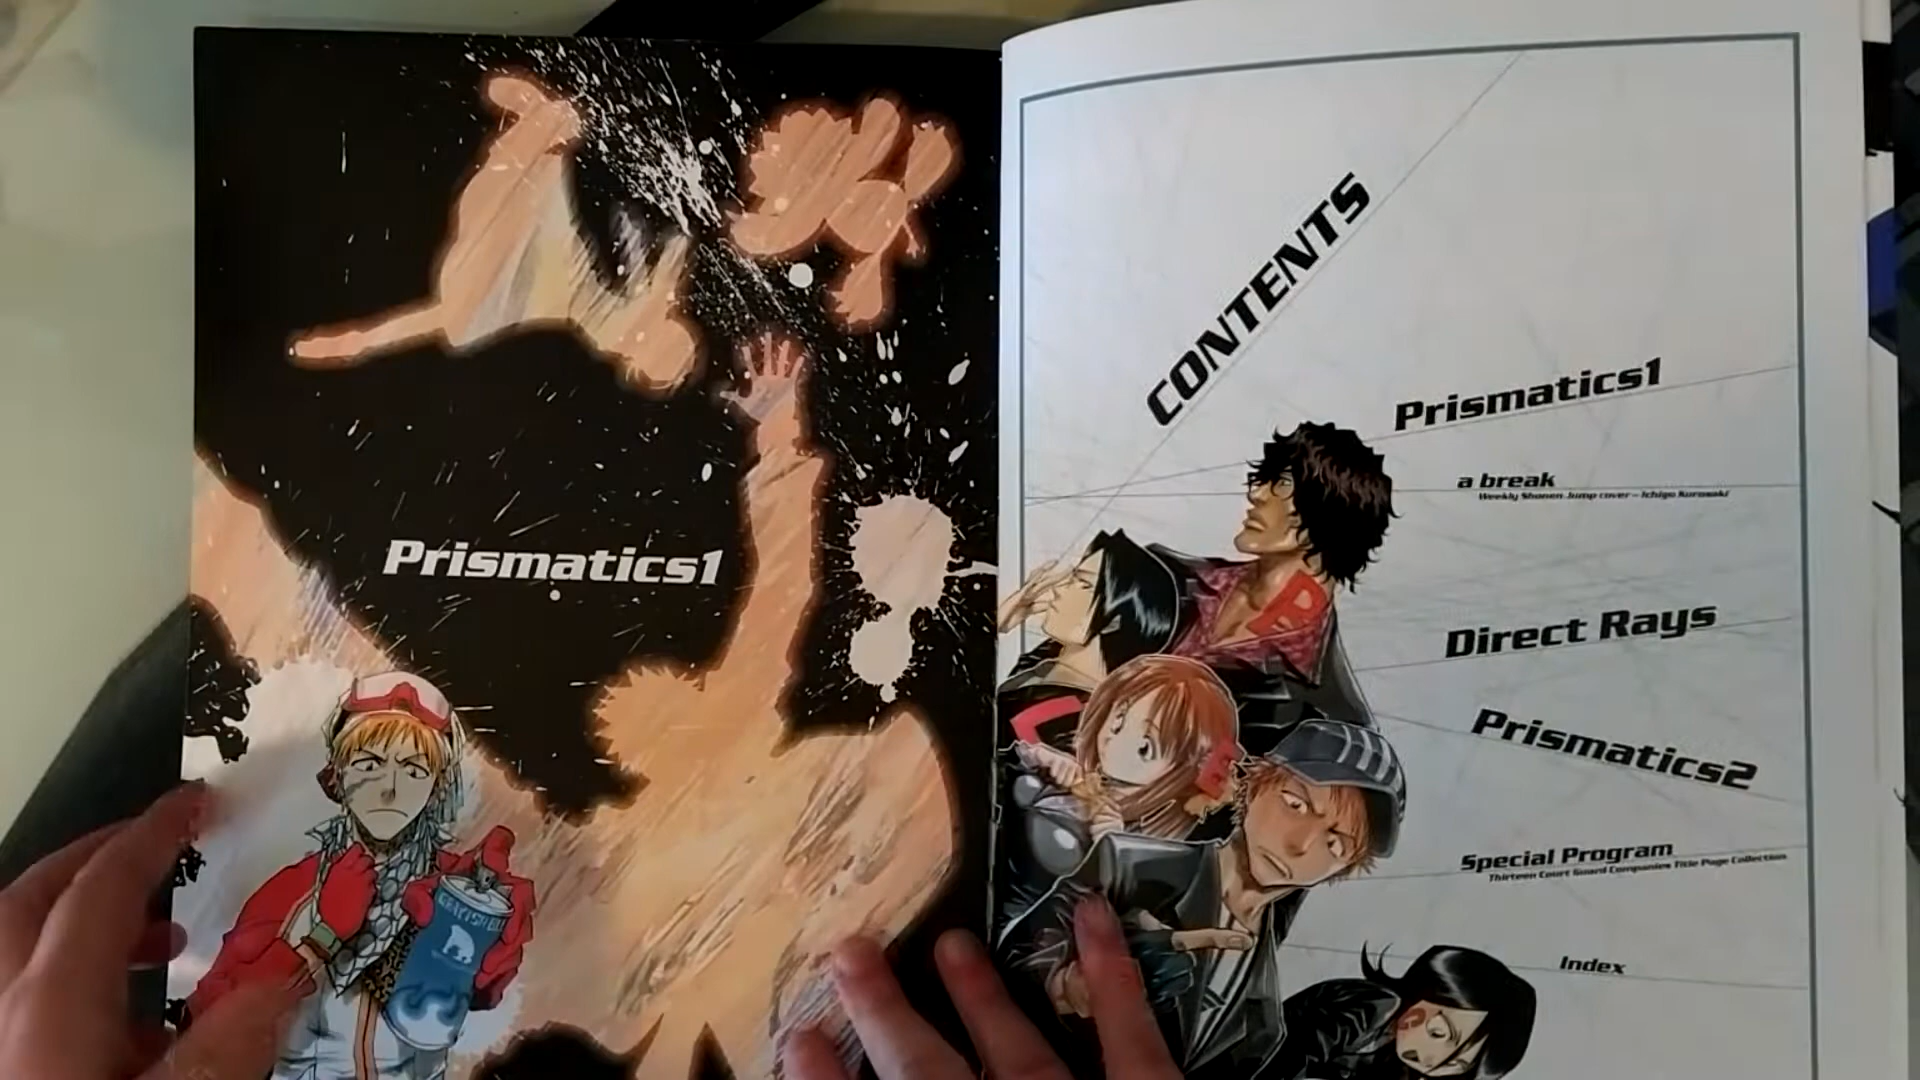 Prismatics1
CONTENTS
Prismatics1
a break
Weekly Shonen Jump cover – Ichigo Kurosaki
Direct Rays
Prismatics2
Special Program
Thirteen Court Guard Companies Title Page Collection
Index